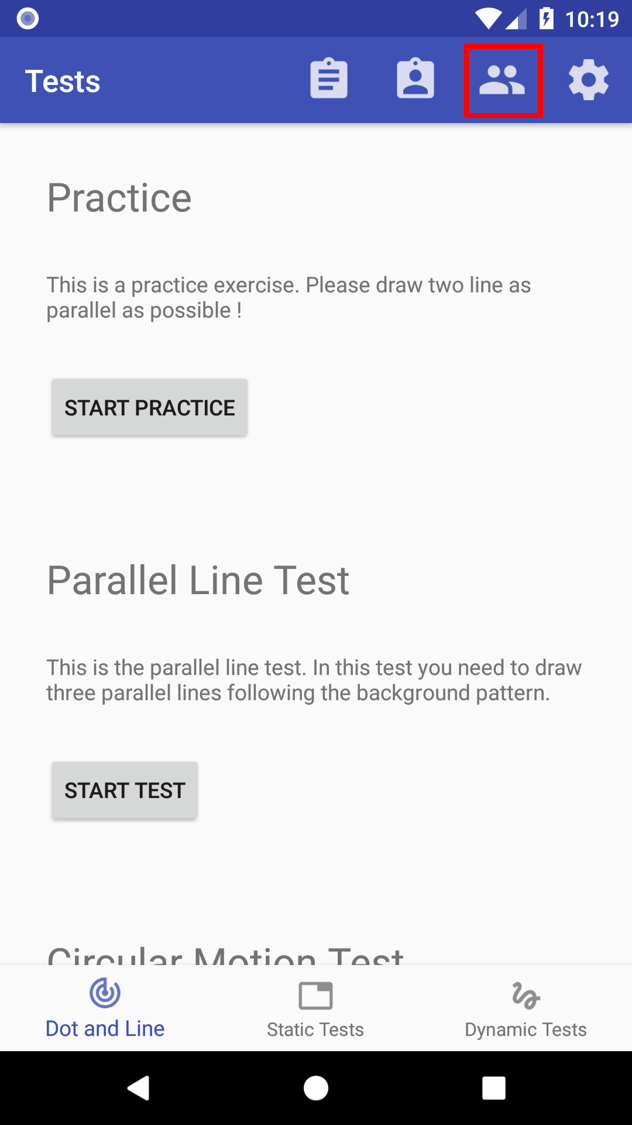 10:19
Tests
Practice
This is a practice exercise. Please draw two line as
parallel as possible !
START PRACTICE
Parallel Line Test
This is the parallel line test. In this test you need to draw
three parallel lines following the background pattern.
START TEST
Circular Motion Test
Dot and Line
Static Tests
Dynamic Tests